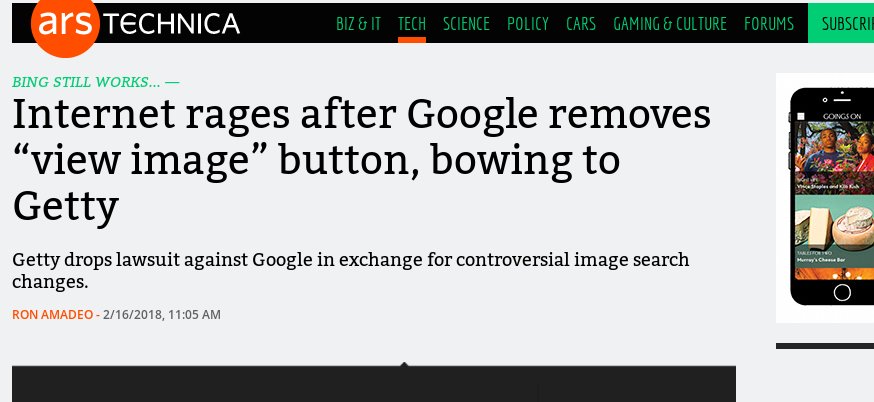 ars TECHNICA
BIZ & IT TECH SCIENCE POLICY CARS GAMING & CULTURE FORUMS SUBSCRI
BING STILL WORKS... —
Internet rages after Google removes
“view image” button, bowing to
Getty
Getty drops lawsuit against Google in exchange for controversial image search
changes.
RON AMADEO - 2/16/2018, 11:05 AM
GOINGS ON
Vince Staples and Kilo Kish
TABLES FOR TWO
Murray's Cheese Bar